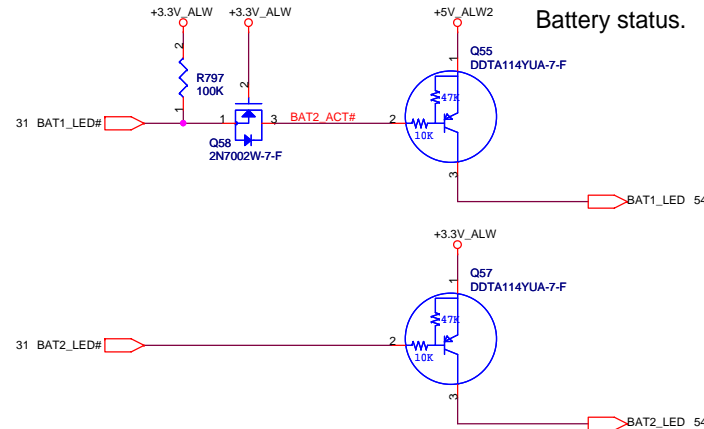 +3.3V_ALW
+3.3V_ALW
+5V_ALW2
Battery status.
2
R797
100K
1
2
31 BAT1_LED#
1
3
BAT2_ACT#
Q58
2N7002W-7-F
1
Q55
DDTA114YUA-7-F
47K
2
10K
3
BAT1_LED 54
+3.3V_ALW
1
Q57
DDTA114YUA-7-F
47K
31 BAT2_LED#
2
10K
3
BAT2_LED 54